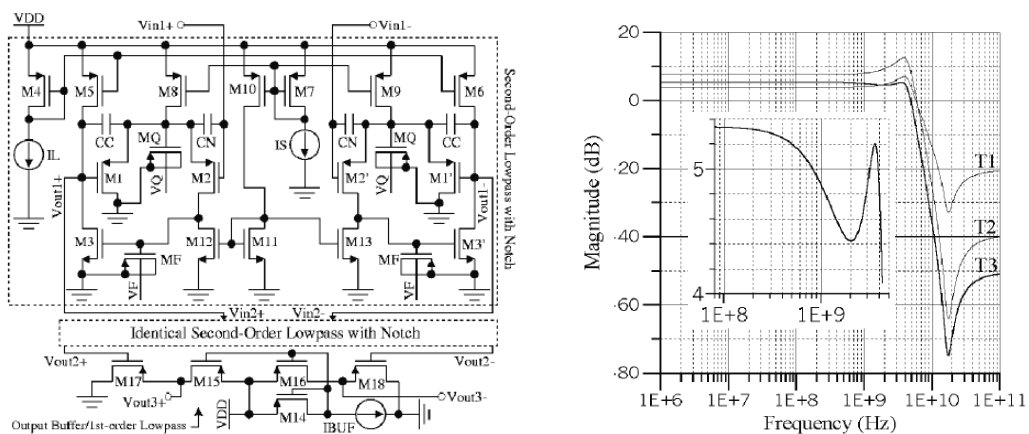 VDD
Vin1+
Vin1-
M4
M5
M8
M10
M7
M9
M6
CC
MQ
CN
IS
CN
MQ
CC
IL
M1
VQ
M2
M2'
VQ
M1'
Vout1+
Vout1-
M3
M12
M11
M13
M3'
MF
MF
VF
VF
Second-Order Lowpass with Notch
Vin2+
Vin2-
Identical Second-Order Lowpass with Notch
Vout2+
Vout2-
M17
M15
M16
M18
Vout3+
Vout3-
M14
VDD
IBUF
Output Buffer/1st-order Lowpass
Magnitude (dB)
20
0
-20
-40
-60
-80
T1
T2
T3
5
4
1E+8
1E+9
1E+6
1E+7
1E+8
1E+9
1E+10
1E+11
Frequency (Hz)